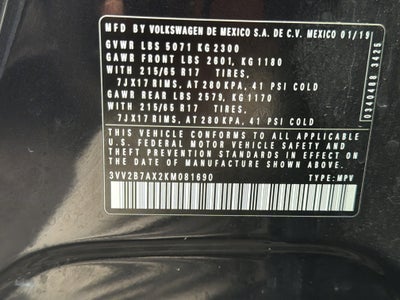 MFD. BY VOLKSWAGEN DE MEXICO S.A. DE C.V. MEXICO 01/19
GVWR LBS 5071 KG 2300
GAWR FRONT LBS 2601, KG 1180
WITH 215/65 R17 TIRES,
7JX17 RIMS, AT 280 KPA, 41 PSI COLD
GAWR REAR LBS 2579, KG 1170
WITH 215/65 R17 TIRES,
7JX17 RIMS, AT 280 KPA, 41 PSI COLD
THIS VEHICLE CONFORMS TO ALL APPLICABLE
U.S. FEDERAL MOTOR VEHICLE SAFETY AND
THEFT PREVENTION STANDARDS IN EFFECT ON THE
DATE OF MANUFACTURE SHOWN ABOVE.
3VV2B7AX2KM081690 TYPE: MPV
0340488 3425